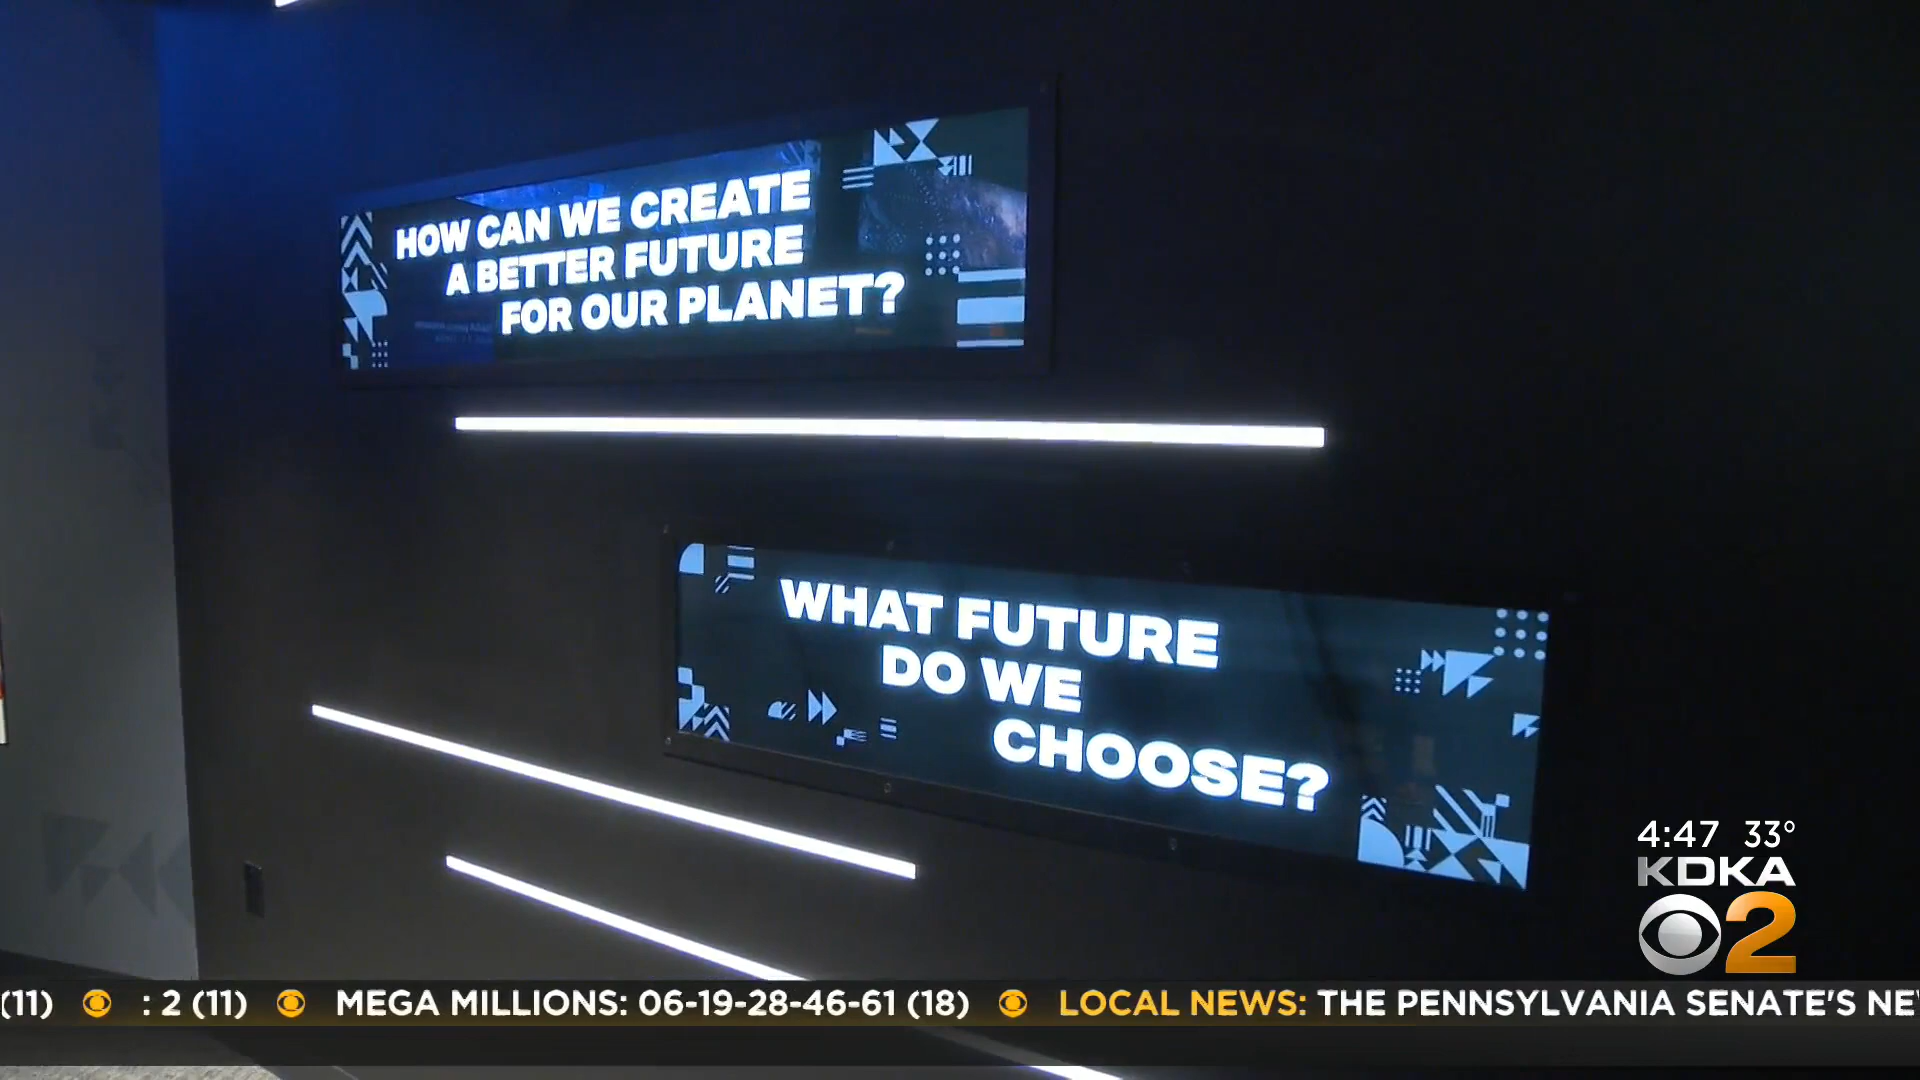 HOW CAN WE CREATE
A BETTER FUTURE
FOR OUR PLANET?
WHAT FUTURE
DO WE
CHOOSE?
4:47 33°
KDKA
2
(11) : 2 (11) MEGA MILLIONS: 06-19-28-46-61 (18) LOCAL NEWS: THE PENNSYLVANIA SENATE'S NE